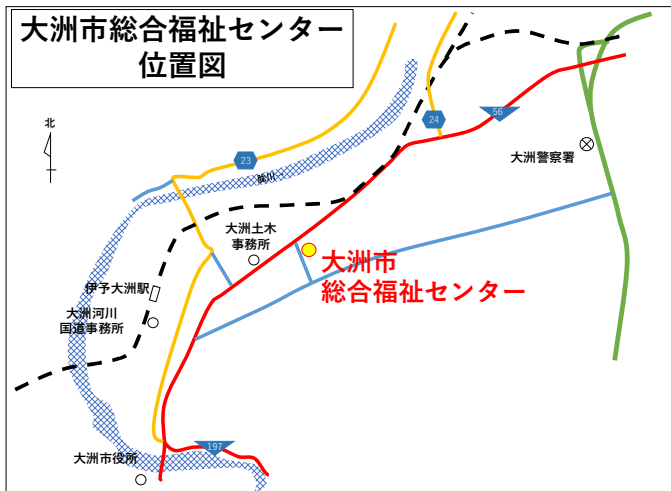 大洲市総合福祉センター
位置図
北
56
24
23
大洲警察署
大洲土木
事務所
大洲市
総合福祉センター
伊予大洲駅
大洲河川
国道事務所
197
大洲市役所